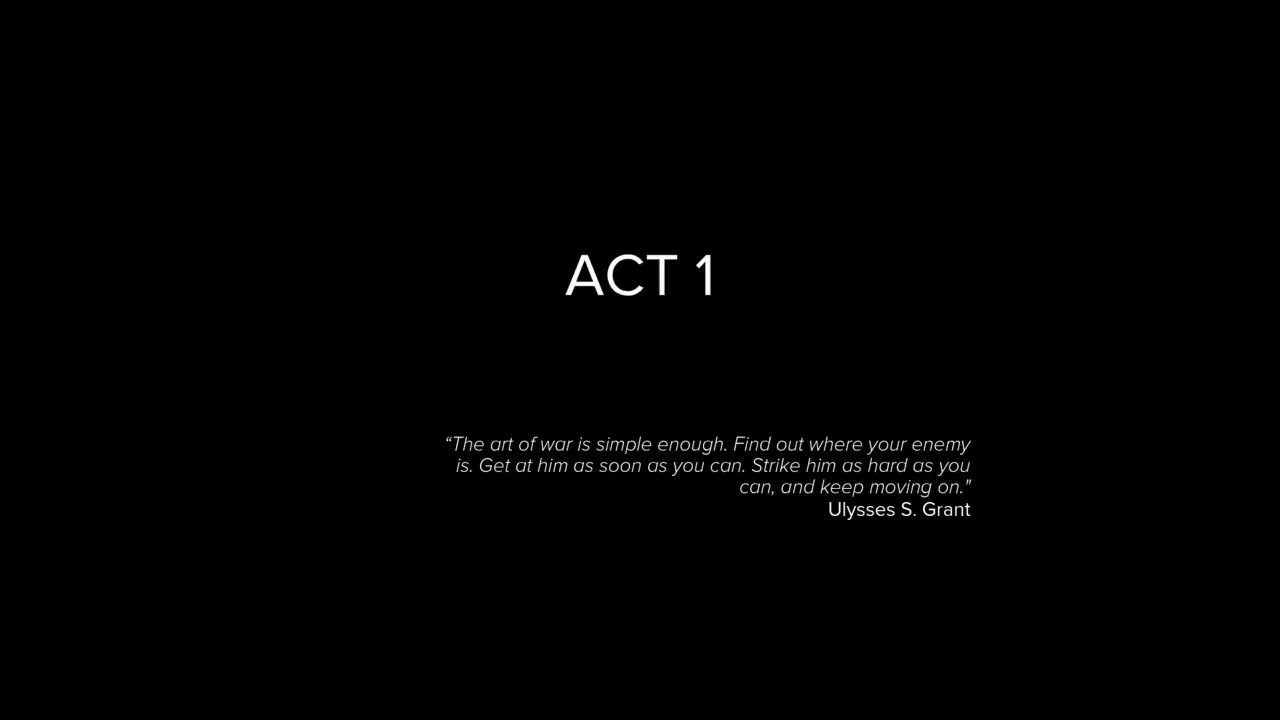 ACT 1
“The art of war is simple enough. Find out where your enemy
is. Get at him as soon as you can. Strike him as hard as you
can, and keep moving on."
Ulysses S. Grant